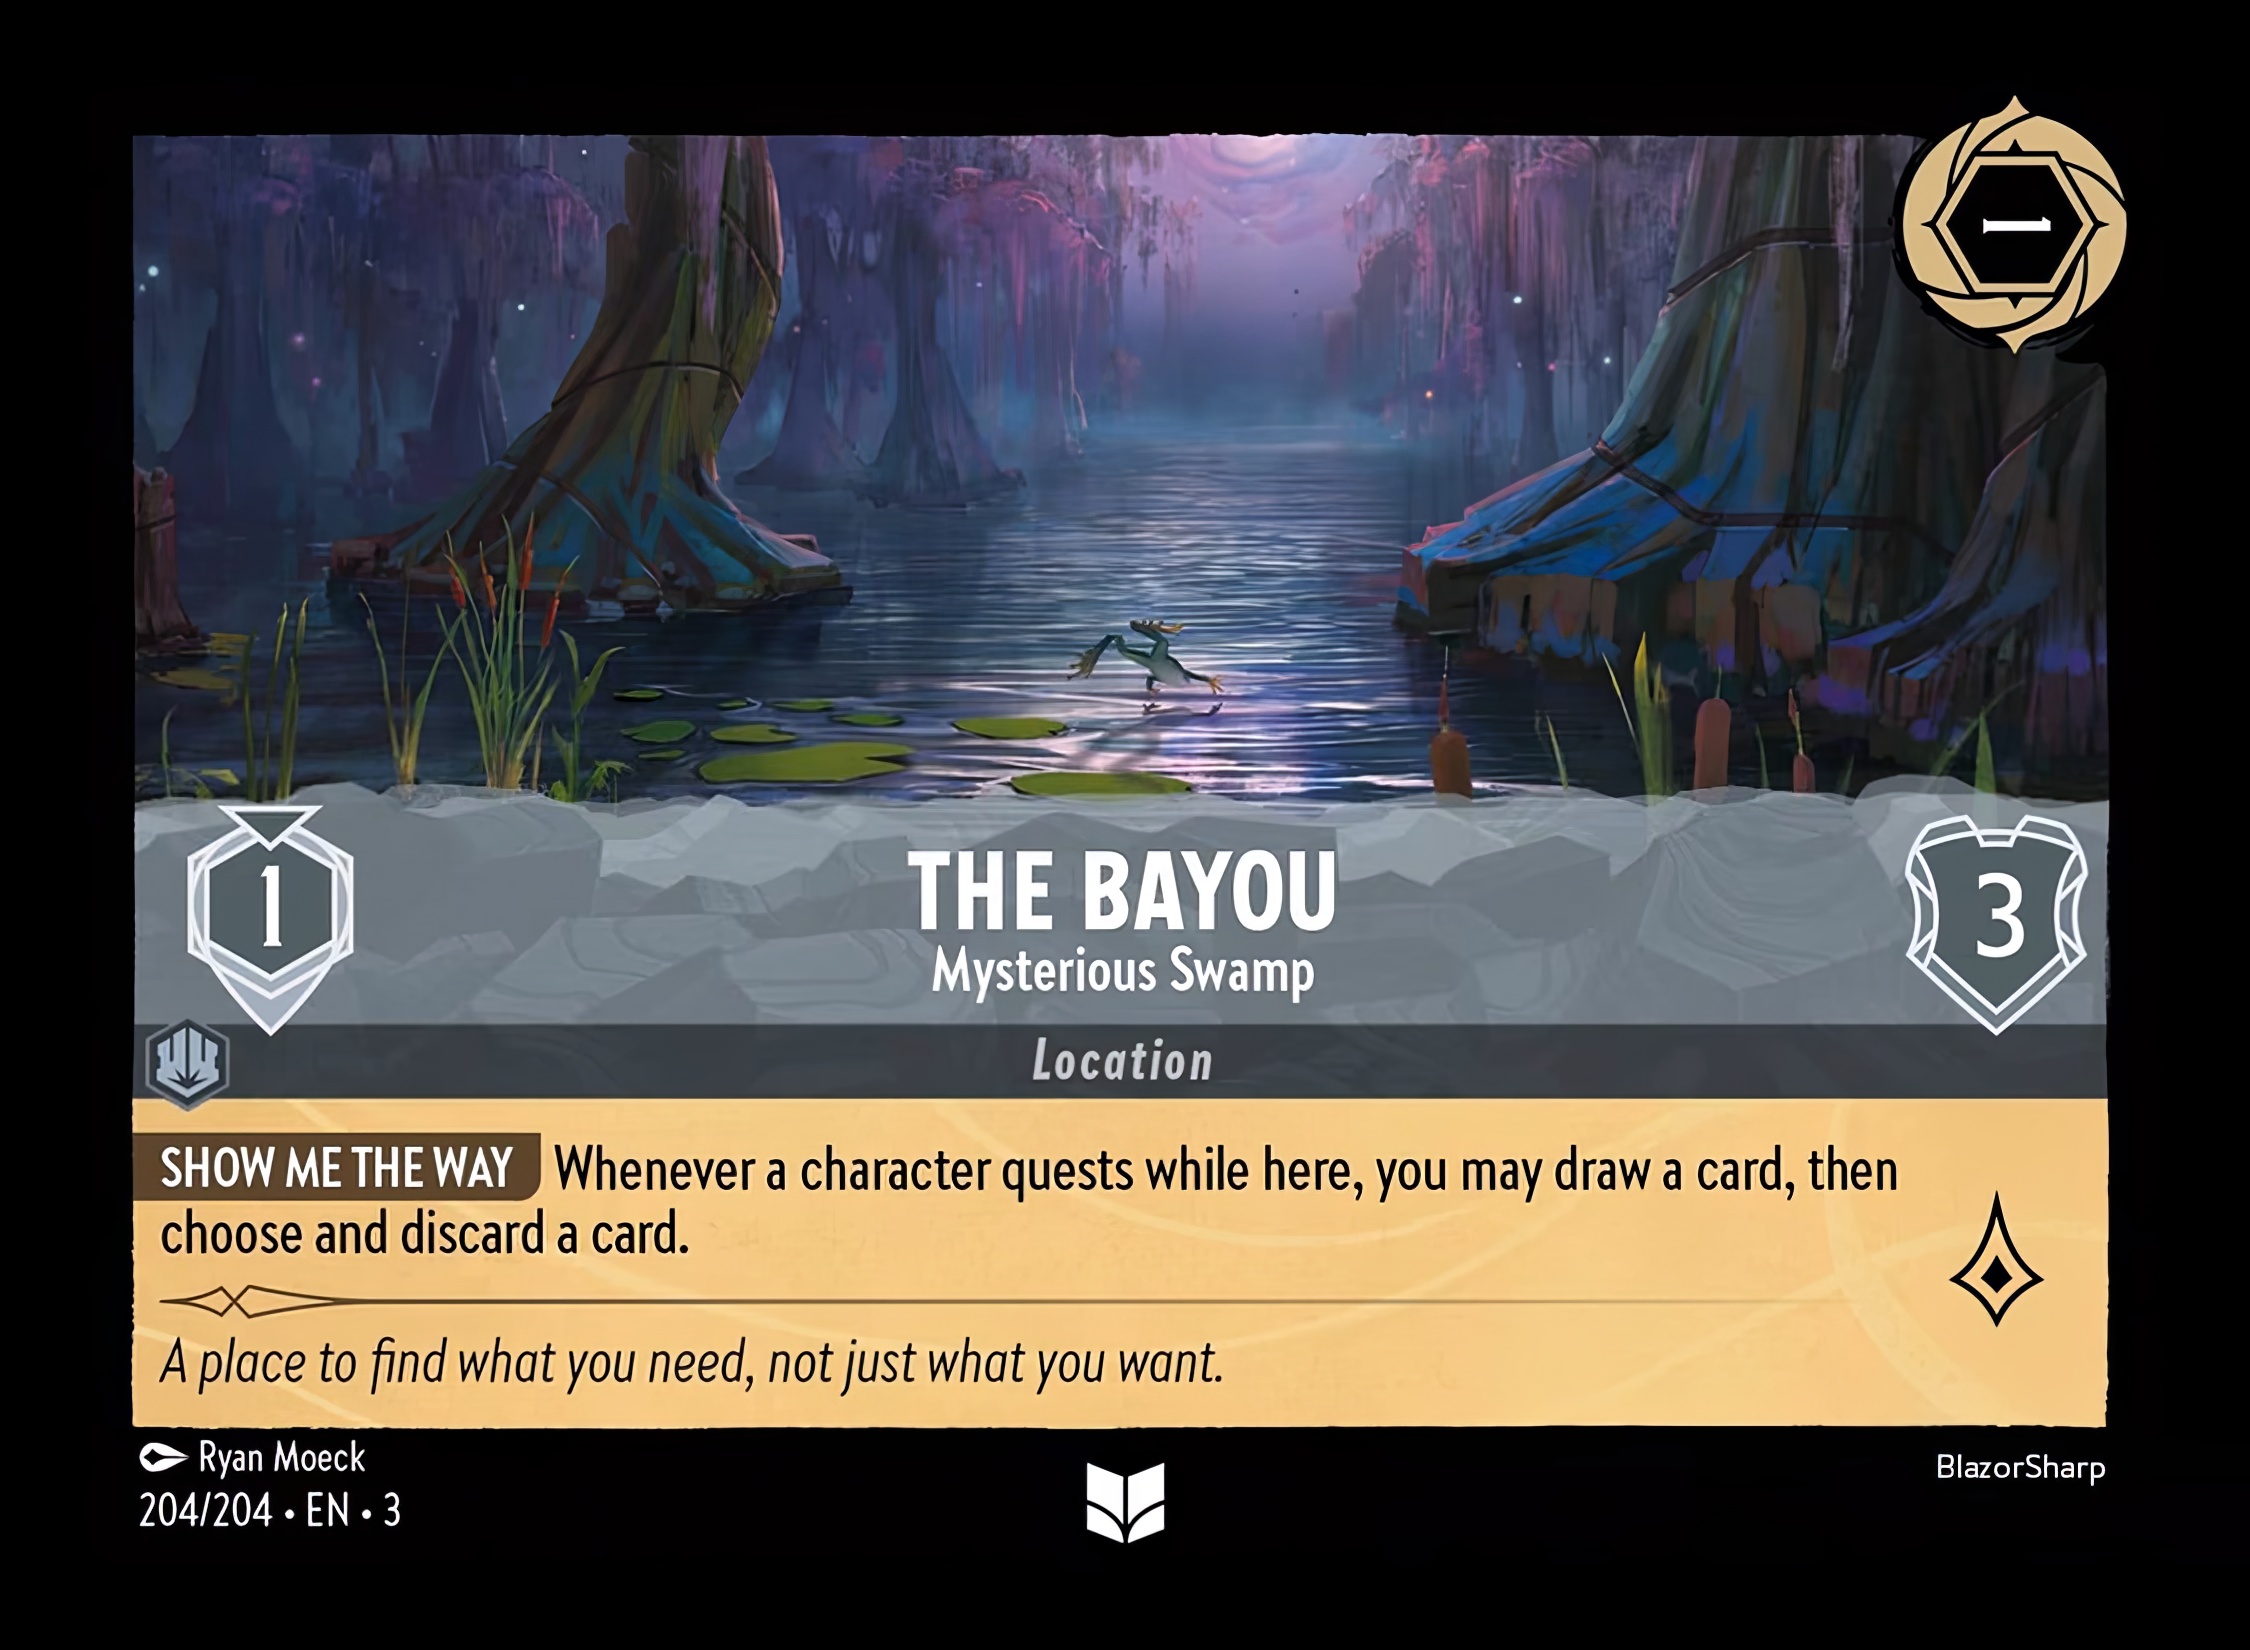 1
1
THE BAYOU
3
Mysterious Swamp
Location
SHOW ME THE WAY Whenever a character quests while here, you may draw a card, then
choose and discard a card.
A place to find what you need, not just what you want.
Ryan Moeck
BlazorSharp
204/204 • EN • 3